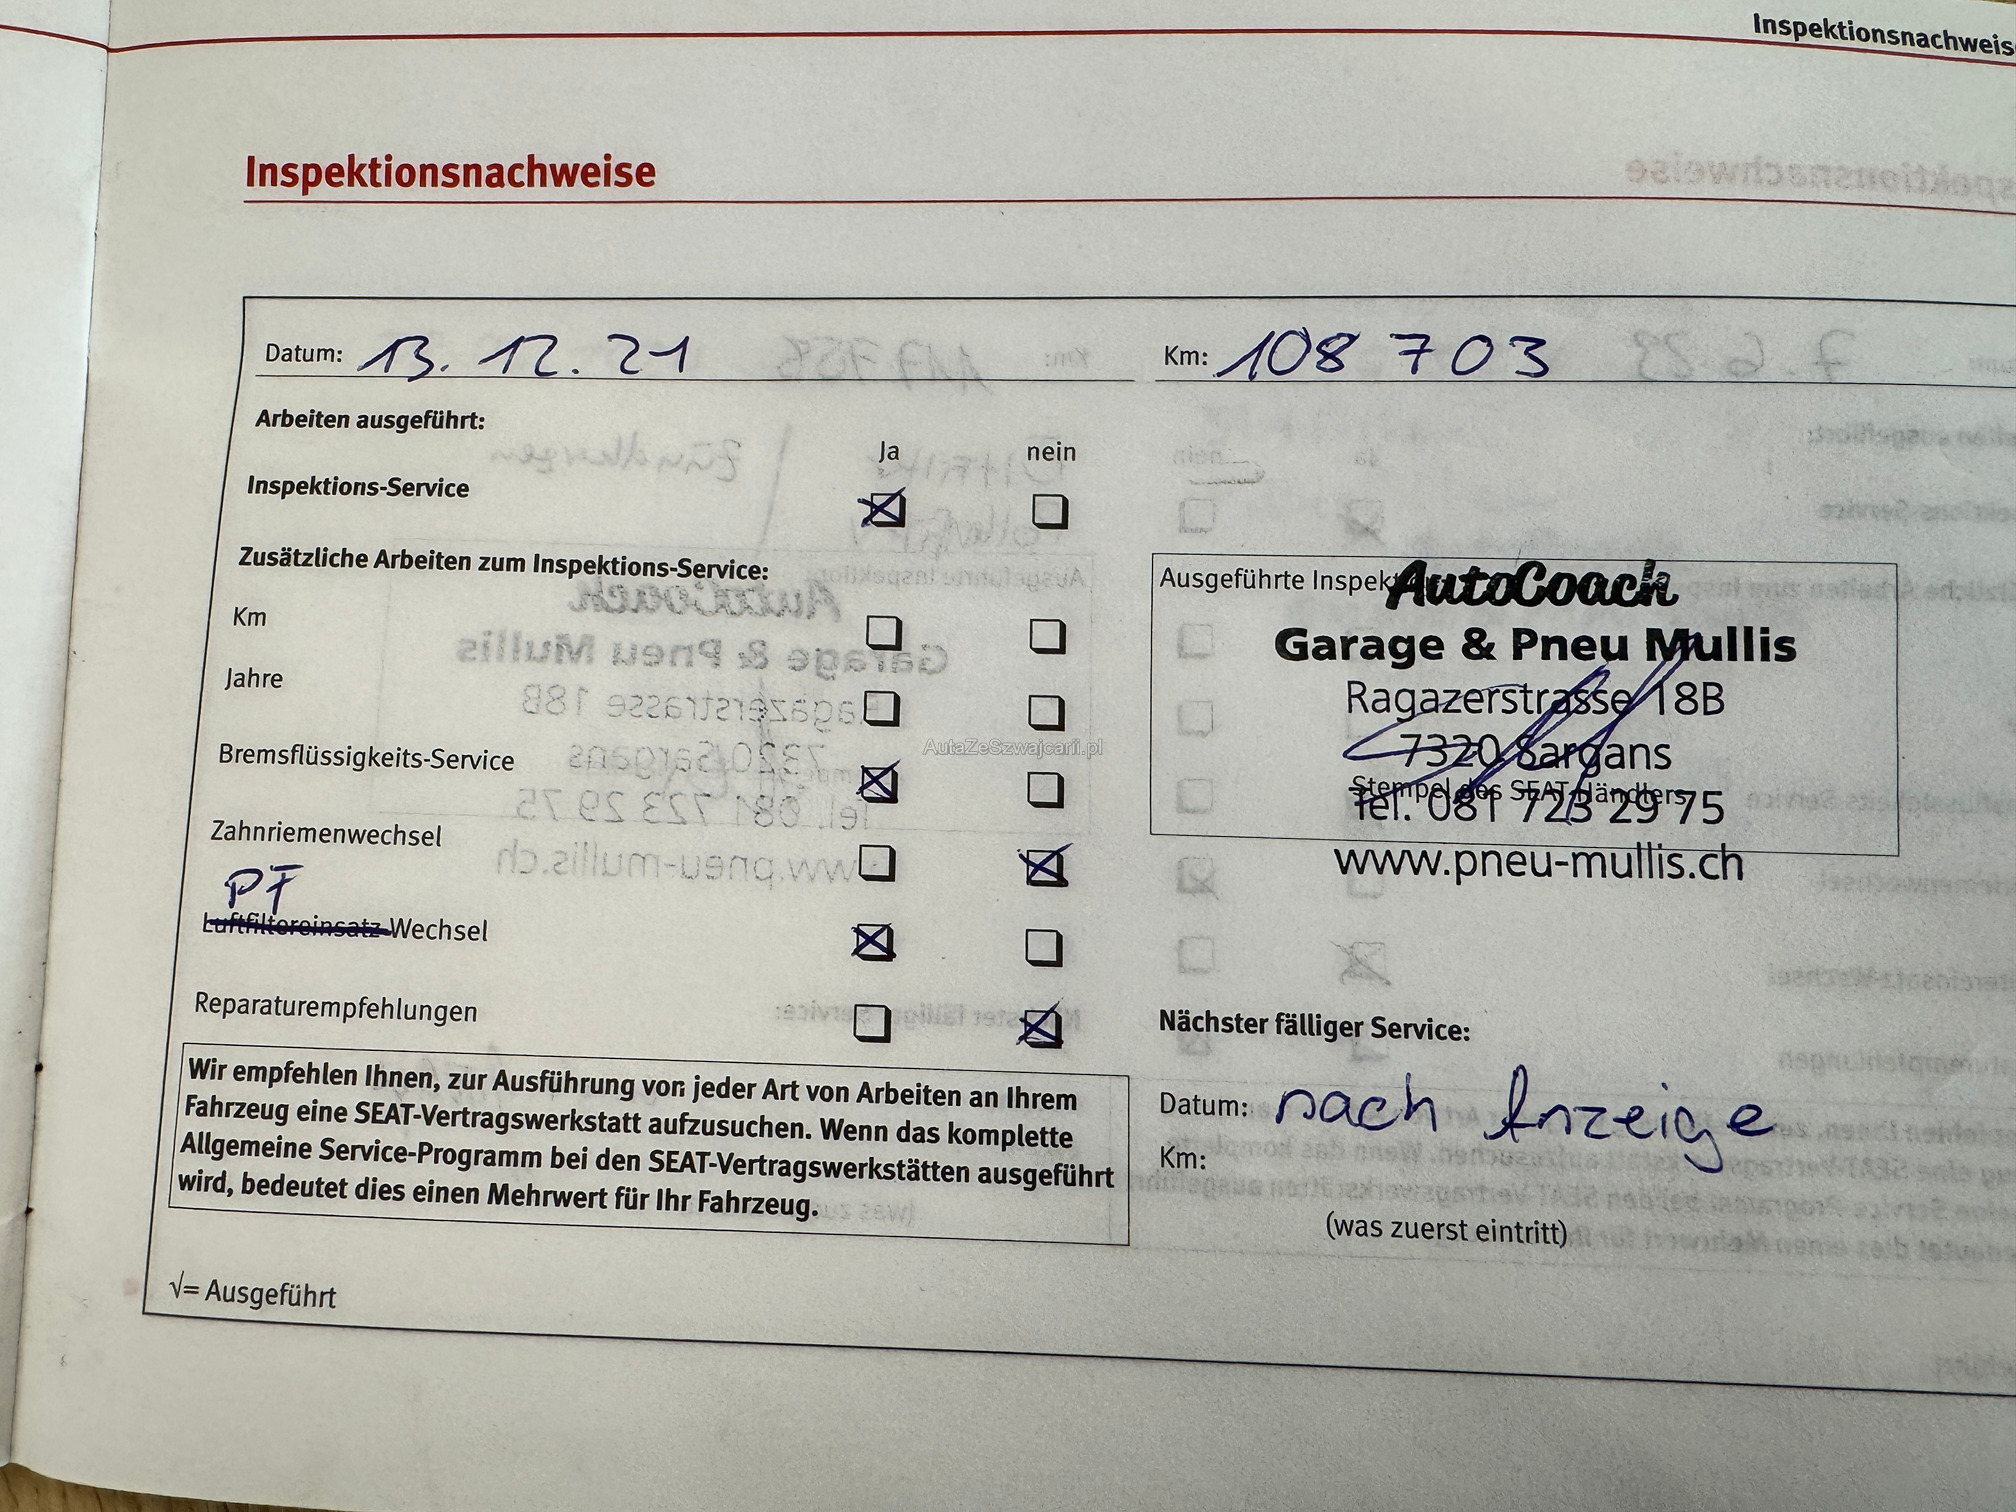 Inspektionsnachweise
Inspektionsnachweise
Datum: 13. 12. 21
Km: 108 703
Arbeiten ausgeführt:
Ja nein
Inspektions-Service
Zusätzliche Arbeiten zum Inspektions-Service:
Km
Jahre
Bremsflüssigkeits-Service
Zahnriemenwechsel
PF
Luftfiltereinsatz-Wechsel
Reparaturempfehlungen
Wir empfehlen Ihnen, zur Ausführung von jeder Art von Arbeiten an Ihrem
Fahrzeug eine SEAT-Vertragswerkstatt aufzusuchen. Wenn das komplette
Allgemeine Service-Programm bei den SEAT-Vertragswerkstätten ausgeführt
wird, bedeutet dies einen Mehrwert für Ihr Fahrzeug.
√= Ausgeführt
Ausgeführte
AutoCoach
Garage & Pneu Mullis
Ragazerstrasse 18B
7320 Sargans
Stempel des SEAT-Händlers
Tel. 081 723 29 75
www.pneu-mullis.ch
Nächster fälliger Service:
Datum: nach Anzeige
Km:
(was zuerst eintritt)
AutaZeSzwajcarii.pl